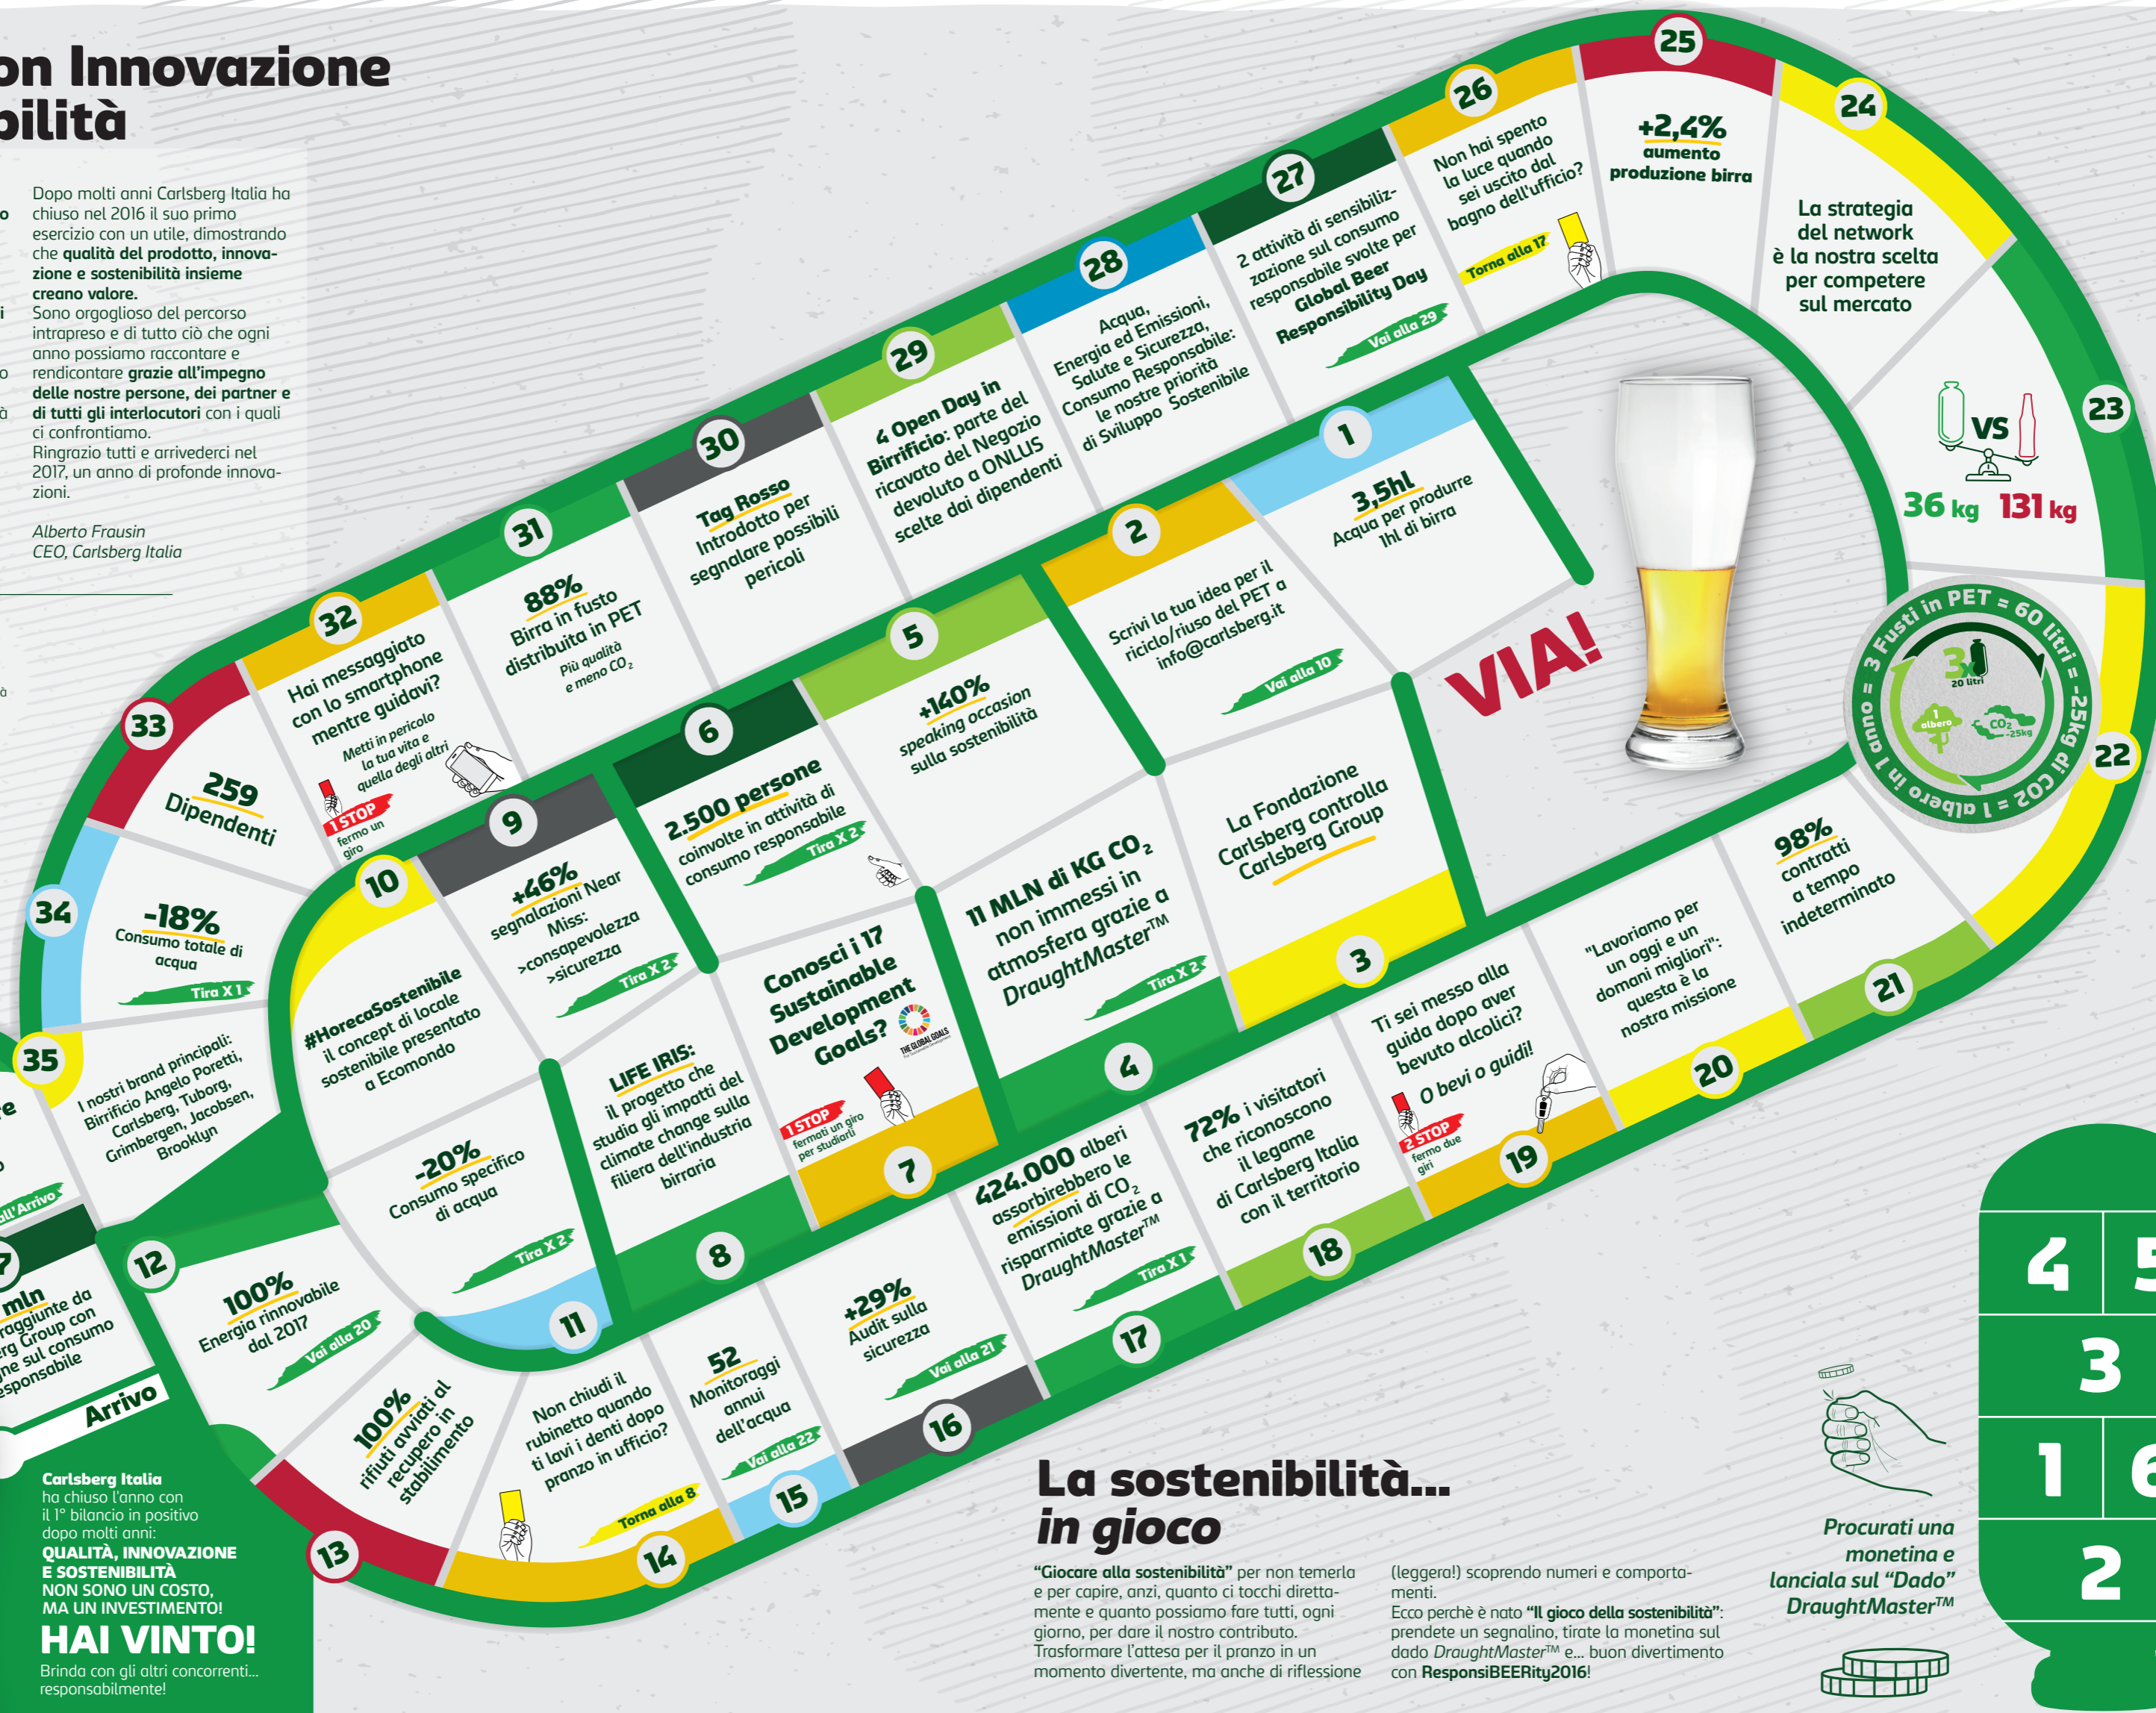 on Innovazione
bilità
Dopo molti anni Carlsberg Italia ha
chiuso nel 2016 il suo primo
esercizio con un utile, dimostrando
che qualità del prodotto, innova-
zione e sostenibilità insieme
creano valore.
Sono orgoglioso del percorso
intrapreso e di tutto ciò che ogni
anno possiamo raccontare e
rendicontare grazie all'impegno
delle nostre persone, dei partner e
di tutti gli interlocutori con i quali
ci confrontiamo.
Ringrazio tutti e arrivederci nel
2017, un anno di profonde innova-
zioni.
Alberto Frausin
CEO, Carlsberg Italia
VIA!
1
3,5hl
Acqua per produrre
1hl di birra
2
Scrivi la tua idea per il
riciclo/riuso del PET a
info@carlsberg.it
Vai alla 10
La Fondazione
Carlsberg controlla
Carlsberg Group
3
11 MLN di KG CO₂
non immessi in
atmosfera grazie a
DraughtMaster™
Tira X 2
4
5
+140%
speaking occasion
sulla sostenibilità
6
2.500 persone
coinvolte in attività di
consumo responsabile
Tira X 2
Conosci i 17
Sustainable
Development
Goals?
THE GLOBAL GOALS
1 STOP
fermati un giro
per studiarli
7
LIFE IRIS:
il progetto che
studia gli impatti del
climate change sulla
filiera dell'industria
birraria
8
9
+46%
segnalazioni Near
Miss:
>consapevolezza
>sicurezza
Tira X 2
10
#HorecaSostenibile
il concept di locale
sostenibile presentato
a Ecomondo
-20%
Consumo specifico
di acqua
Tira X 2
11
12
100%
Energia rinnovabile
dal 2017
Vai alla 20
100%
rifiuti avviati al
recupero in
stabilimento
13
Non chiudi il
rubinetto quando
ti lavi i denti dopo
pranzo in ufficio?
Torna alla 8
14
52
Monitoraggi
annui
dell'acqua
Vai alla 22
15
+29%
Audit sulla
sicurezza
Vai alla 21
16
424.000 alberi
assorbirebbero le
emissioni di CO₂
risparmiate grazie a
DraughtMaster™
Tira X 1
17
72% i visitatori
che riconoscono
il legame
di Carlsberg Italia
con il territorio
18
Ti sei messo alla
guida dopo aver
bevuto alcolici?
O bevi o guidi!
2 STOP
fermo due
giri
19
"Lavoriamo per
un oggi e un
domani migliori":
questa è la
nostra missione
20
98%
contratti
a tempo
indeterminato
21
1 albero in 1 anno = 3 Fusti in PET = 60 litri = -25kg di CO2 =
3x
20 litri
1
albero
CO₂
-25kg
22
23
VS
36 kg 131 kg
24
La strategia
del network
è la nostra scelta
per competere
sul mercato
25
+2,4%
aumento
produzione birra
26
Non hai spento
la luce quando
sei uscito dal
bagno dell'ufficio?
Torna alla 17
27
2 attività di sensibiliz-
zazione sul consumo
responsabile svolte per
Global Beer
Responsibility Day
Vai alla 29
28
Acqua,
Energia ed Emissioni,
Salute e Sicurezza,
Consumo Responsabile:
le nostre priorità
di Sviluppo Sostenibile
29
4 Open Day in
Birrificio: parte del
ricavato del Negozio
devoluto a ONLUS
scelte dai dipendenti
30
Tag Rosso
Introdotto per
segnalare possibili
pericoli
31
88%
Birra in fusto
distribuita in PET
Più qualità
e meno CO₂
32
Hai messaggiato
con lo smartphone
mentre guidavi?
Metti in pericolo
la tua vita e
quella degli altri
1 STOP
fermo un
giro
33
259
Dipendenti
34
-18%
Consumo totale di
acqua
Tira X 1
35
I nostri brand principali:
Birrificio Angelo Poretti,
Carlsberg, Tuborg,
Grimbergen, Jacobsen,
Brooklyn
all'Arrivo
7
mln
raggiunte da
erg Group con
ne sul consumo
esponsabile
Arrivo
Carlsberg Italia
ha chiuso l'anno con
il 1° bilancio in positivo
dopo molti anni:
QUALITÀ, INNOVAZIONE
E SOSTENIBILITÀ
NON SONO UN COSTO,
MA UN INVESTIMENTO!
HAI VINTO!
Brinda con gli altri concorrenti...
responsabilmente!
La sostenibilità...
in gioco
"Giocare alla sostenibilità" per non temerla
e per capire, anzi, quanto ci tocchi diretta-
mente e quanto possiamo fare tutti, ogni
giorno, per dare il nostro contributo.
Trasformare l'attesa per il pranzo in un
momento divertente, ma anche di riflessione
(leggera!) scoprendo numeri e comporta-
menti.
Ecco perchè è nato "Il gioco della sostenibilità":
prendete un segnalino, tirate la monetina sul
dado DraughtMaster™ e... buon divertimento
con ResponsiBEERity2016!
Procurati una
monetina e
lanciala sul "Dado"
DraughtMaster™
4 5
3
1 6
2